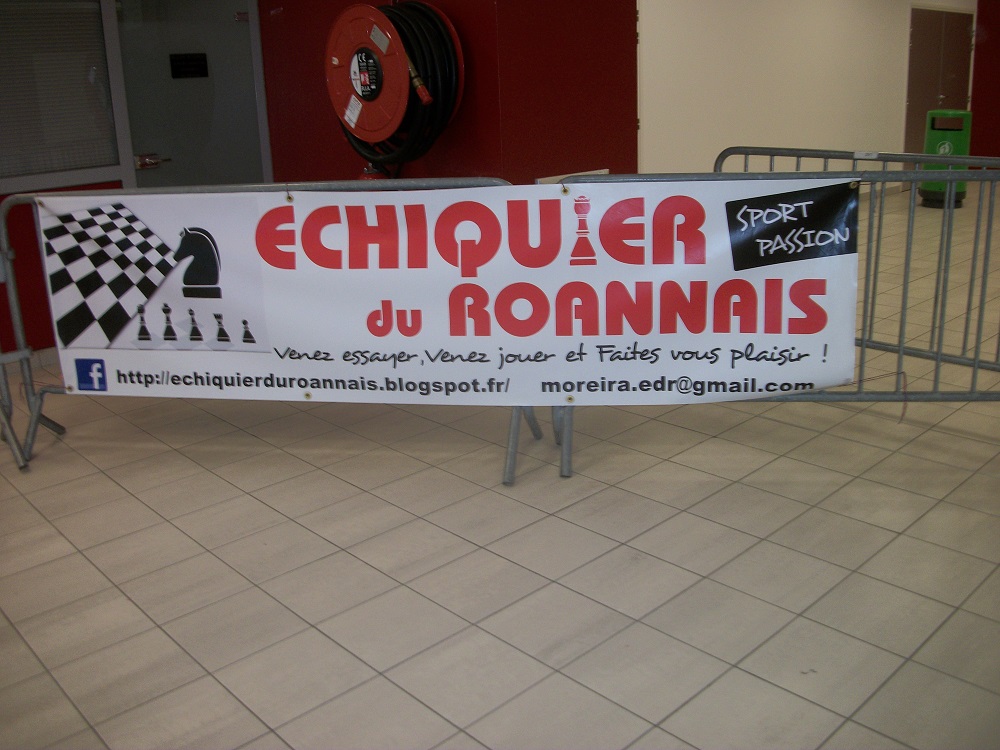 ECHIQUIER
du ROANNAIS
SPORT
PASSION
Venez essayer, Venez jouer et Faites vous plaisir !
f http://echiquierduroannais.blogspot.fr/ moreira.edr@gmail.com